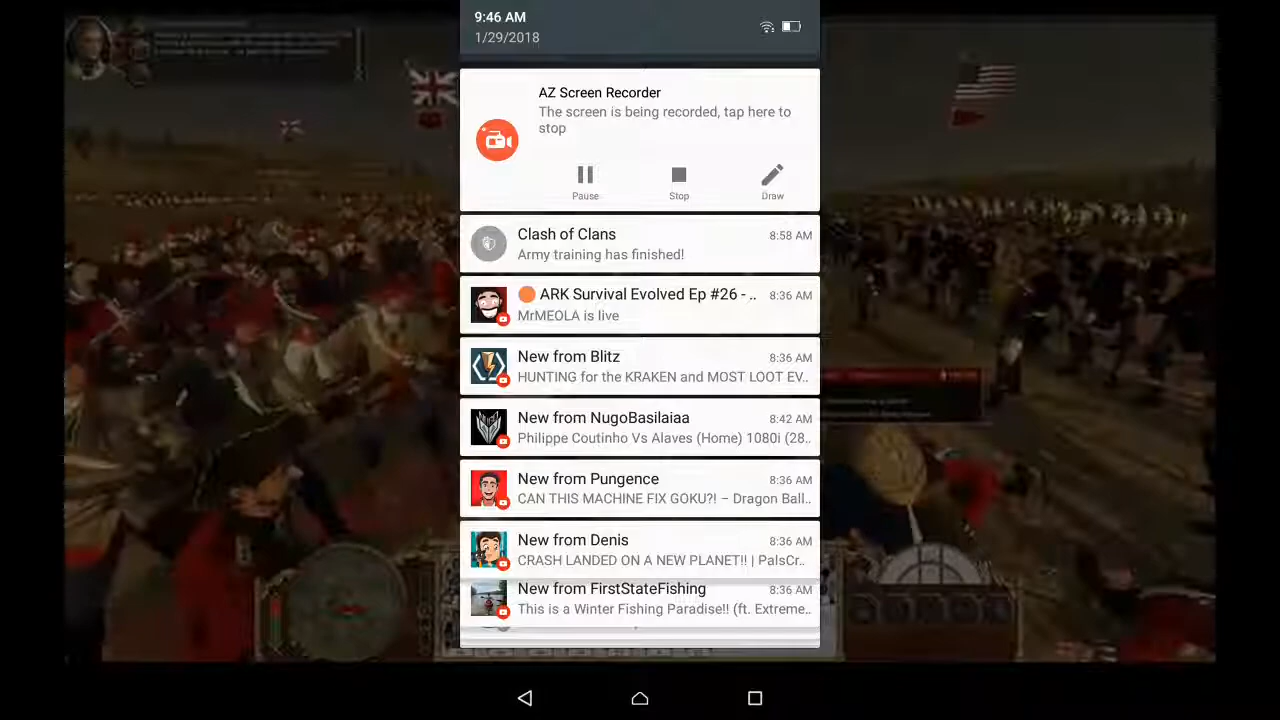 9:46 AM
1/29/2018
AZ Screen Recorder
The screen is being recorded, tap here to
stop
Pause
Stop
Draw
Clash of Clans
8:58 AM
Army training has finished!
ARK Survival Evolved Ep #26 - ..
8:36 AM
MrMEOLA is live
New from Blitz
8:36 AM
HUNTING for the KRAKEN and MOST LOOT EV..
New from NugoBasilaiaa
8:42 AM
Philippe Coutinho Vs Alaves (Home) 1080i (28..
New from Pungence
8:36 AM
CAN THIS MACHINE FIX GOKU?! – Dragon Ball..
New from Denis
8:36 AM
CRASH LANDED ON A NEW PLANET!! | PalsCr..
New from FirstStateFishing
8:36 AM
This is a Winter Fishing Paradise!! (ft. Extreme..